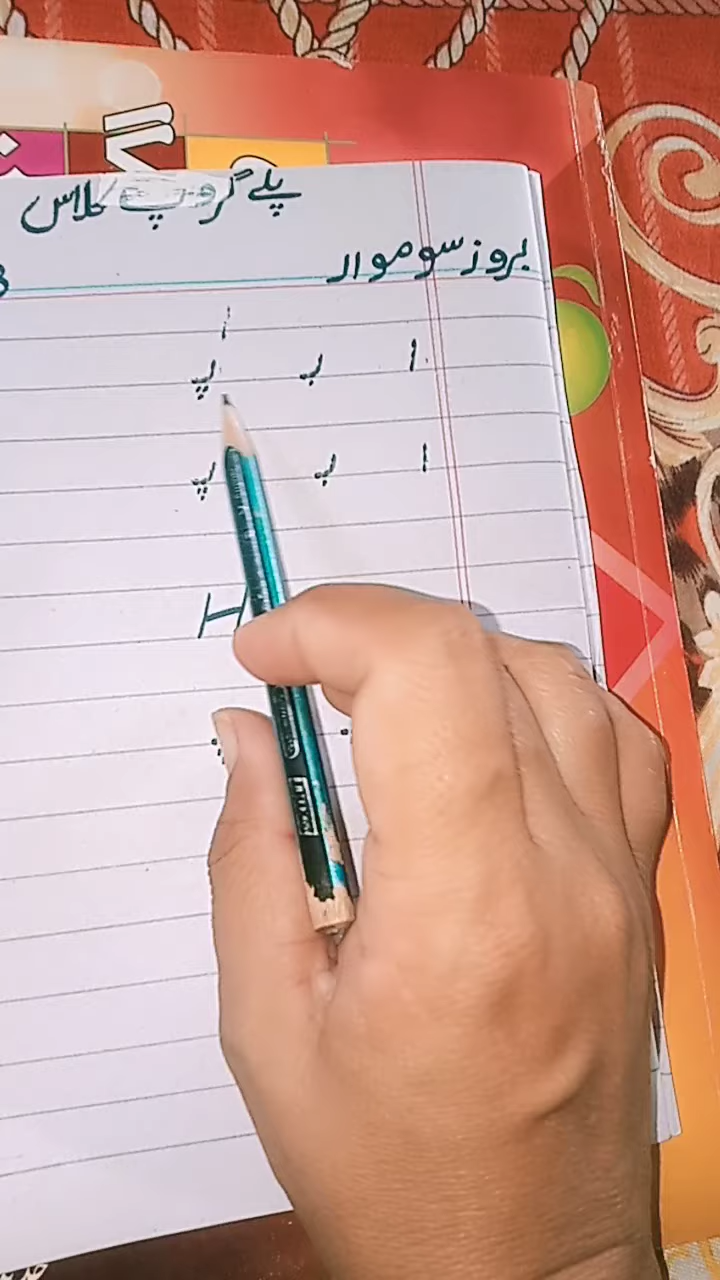 پلے گروپ کلاس
بروز سوموار
ا
ا ب پ
ا ب پ
H